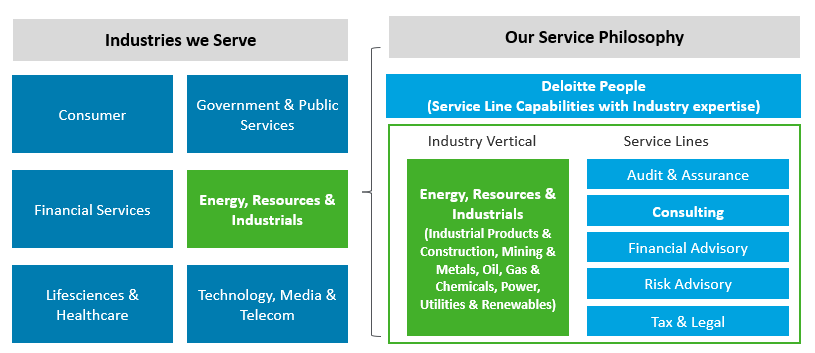 Industries we Serve
Consumer
Government & Public
Services
Financial Services
Energy, Resources &
Industrials
Lifesciences &
Healthcare
Technology, Media &
Telecom
Our Service Philosophy
Deloitte People
(Service Line Capabilities with Industry expertise)
Industry Vertical
Energy, Resources &
Industrials
(Industrial Products &
Construction, Mining &
Metals, Oil, Gas &
Chemicals, Power,
Utilities & Renewables)
Service Lines
Audit & Assurance
Consulting
Financial Advisory
Risk Advisory
Tax & Legal